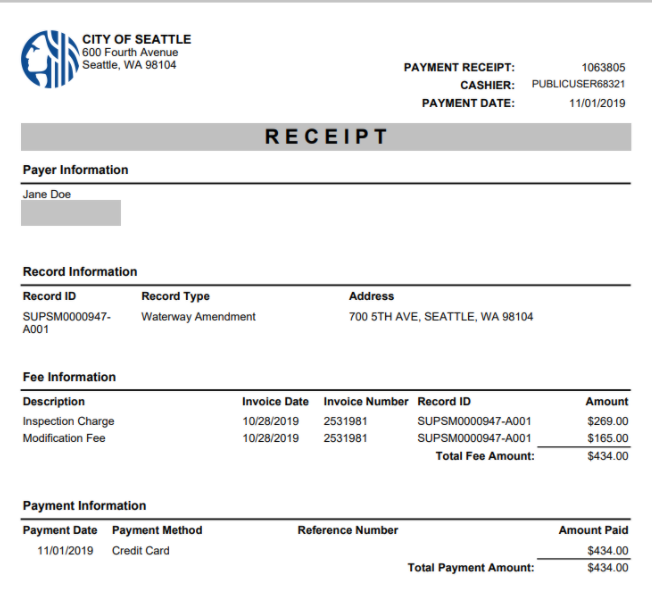 CITY OF SEATTLE
600 Fourth Avenue
Seattle, WA 98104
PAYMENT RECEIPT: 1063805
CASHIER: PUBLICUSER68321
PAYMENT DATE: 11/01/2019
RECEIPT
Payer Information
Jane Doe
Record Information
Record ID Record Type Address
SUPSM0000947- Waterway Amendment 700 5TH AVE, SEATTLE, WA 98104
A001
Fee Information
Description Invoice Date Invoice Number Record ID Amount
Inspection Charge 10/28/2019 2531981 SUPSM0000947-A001 $269.00
Modification Fee 10/28/2019 2531981 SUPSM0000947-A001 $165.00
Total Fee Amount: $434.00
Payment Information
Payment Date Payment Method Reference Number Amount Paid
11/01/2019 Credit Card $434.00
Total Payment Amount: $434.00